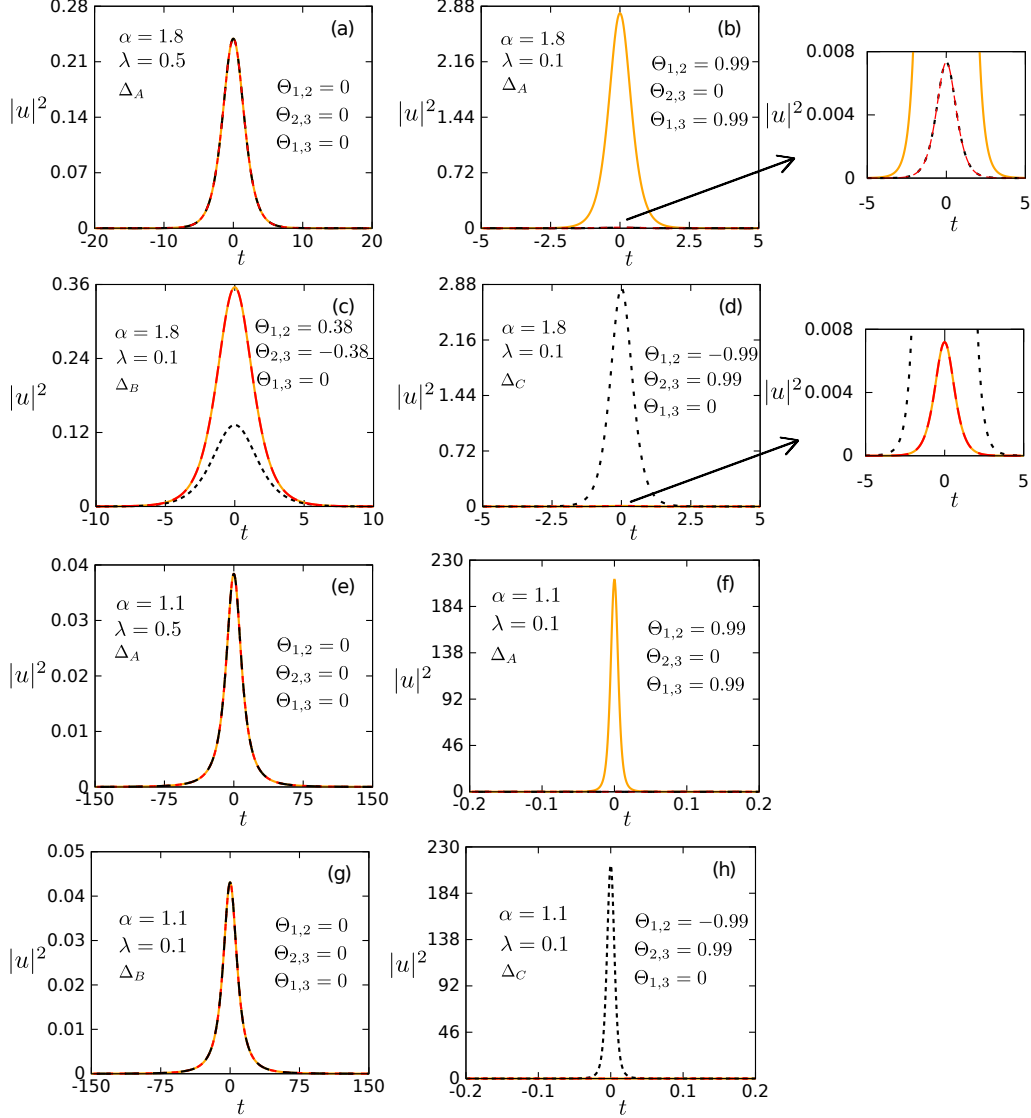 (a)
α = 1.8
λ = 0.5
Δ_A
Θ_{1,2} = 0
Θ_{2,3} = 0
Θ_{1,3} = 0
|u|^2
0.28
0.21
0.14
0.07
0
-20 -10 0 10 20
t
(b)
α = 1.8
λ = 0.1
Δ_A
Θ_{1,2} = 0.99
Θ_{2,3} = 0
Θ_{1,3} = 0.99
|u|^2
2.88
2.16
1.44
0.72
0
-5 -2.5 0 2.5 5
t
|u|^2
0.008
0.004
0
-5 0 5
t
(c)
α = 1.8
λ = 0.1
Δ_B
Θ_{1,2} = 0.38
Θ_{2,3} = −0.38
Θ_{1,3} = 0
|u|^2
0.36
0.24
0.12
0
-10 -5 0 5 10
t
(d)
α = 1.8
λ = 0.1
Δ_C
Θ_{1,2} = −0.99
Θ_{2,3} = 0.99
Θ_{1,3} = 0
|u|^2
2.88
2.16
1.44
0.72
0
-5 -2.5 0 2.5 5
t
|u|^2
0.008
0.004
0
-5 0 5
t
(e)
α = 1.1
λ = 0.5
Δ_A
Θ_{1,2} = 0
Θ_{2,3} = 0
Θ_{1,3} = 0
|u|^2
0.04
0.03
0.02
0.01
0
-150 -75 0 75 150
t
(f)
α = 1.1
λ = 0.1
Δ_A
Θ_{1,2} = 0.99
Θ_{2,3} = 0
Θ_{1,3} = 0.99
|u|^2
230
184
138
92
46
0
-0.2 -0.1 0 0.1 0.2
t
(g)
α = 1.1
λ = 0.1
Δ_B
Θ_{1,2} = 0
Θ_{2,3} = 0
Θ_{1,3} = 0
|u|^2
0.05
0.04
0.03
0.02
0.01
0
-150 -75 0 75 150
t
(h)
α = 1.1
λ = 0.1
Δ_C
Θ_{1,2} = −0.99
Θ_{2,3} = 0.99
Θ_{1,3} = 0
|u|^2
230
184
138
92
46
0
-0.2 -0.1 0 0.1 0.2
t